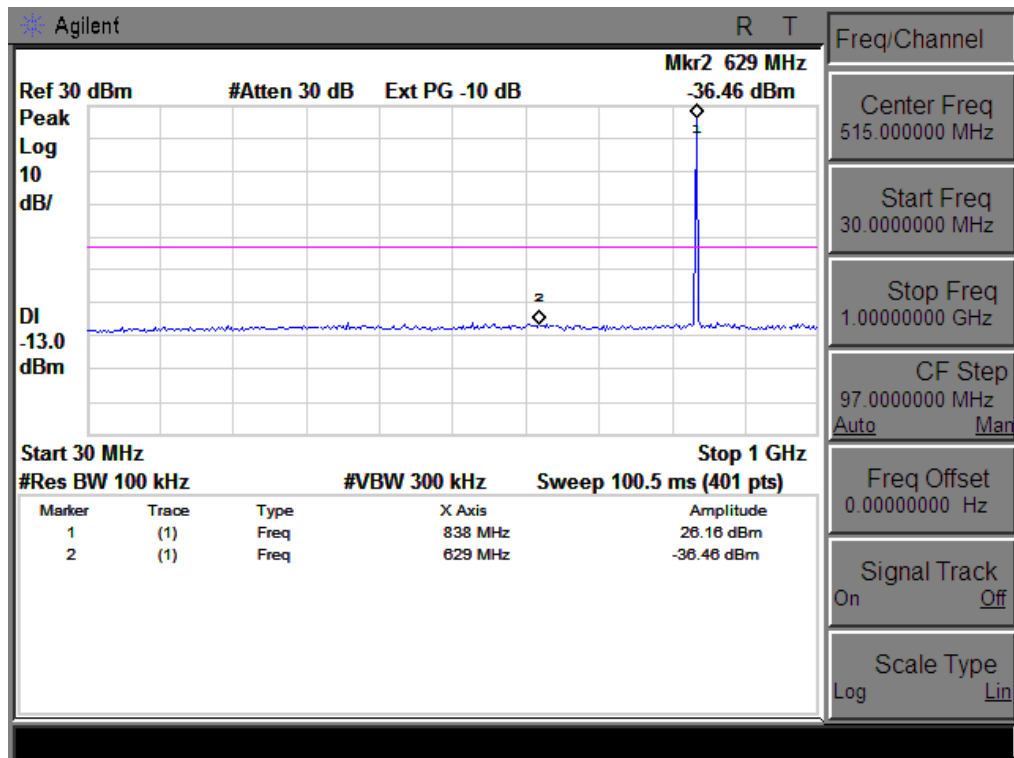 Agilent R T
Mkr2 629 MHz
Ref 30 dBm #Atten 30 dB Ext PG -10 dB -36.46 dBm
Peak
Log
10
dB/
1
2
DI
-13.0
dBm
Start 30 MHz Stop 1 GHz
#Res BW 100 kHz #VBW 300 kHz Sweep 100.5 ms (401 pts)
Marker Trace Type X Axis Amplitude
1 (1) Freq 838 MHz 26.16 dBm
2 (1) Freq 629 MHz -36.46 dBm
Freq/Channel
Center Freq
515.000000 MHz
Start Freq
30.0000000 MHz
Stop Freq
1.00000000 GHz
CF Step
97.0000000 MHz
Auto Man
Freq Offset
0.00000000 Hz
Signal Track
On Off
Scale Type
Log Lin